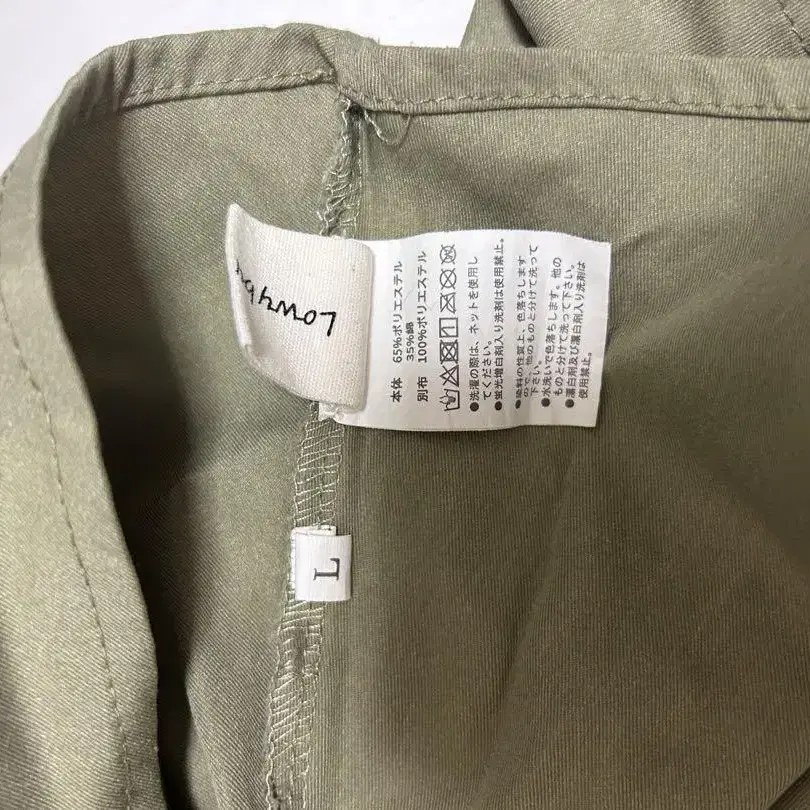 Lowyby
本体 65%ポリエステル
35%綿
別布 100%ポリエステル
●洗濯の際は、ネットを使用し
てください。
●蛍光増白剤入り洗剤は使用禁止。
●染料の性質上、色落ちします
ので、他のものと分けて洗って
下さい。
●水洗いで色落ちします。他の
ものと分けて洗って下さい。
●漂白剤及び漂白剤入り洗剤は
使用禁止。
L